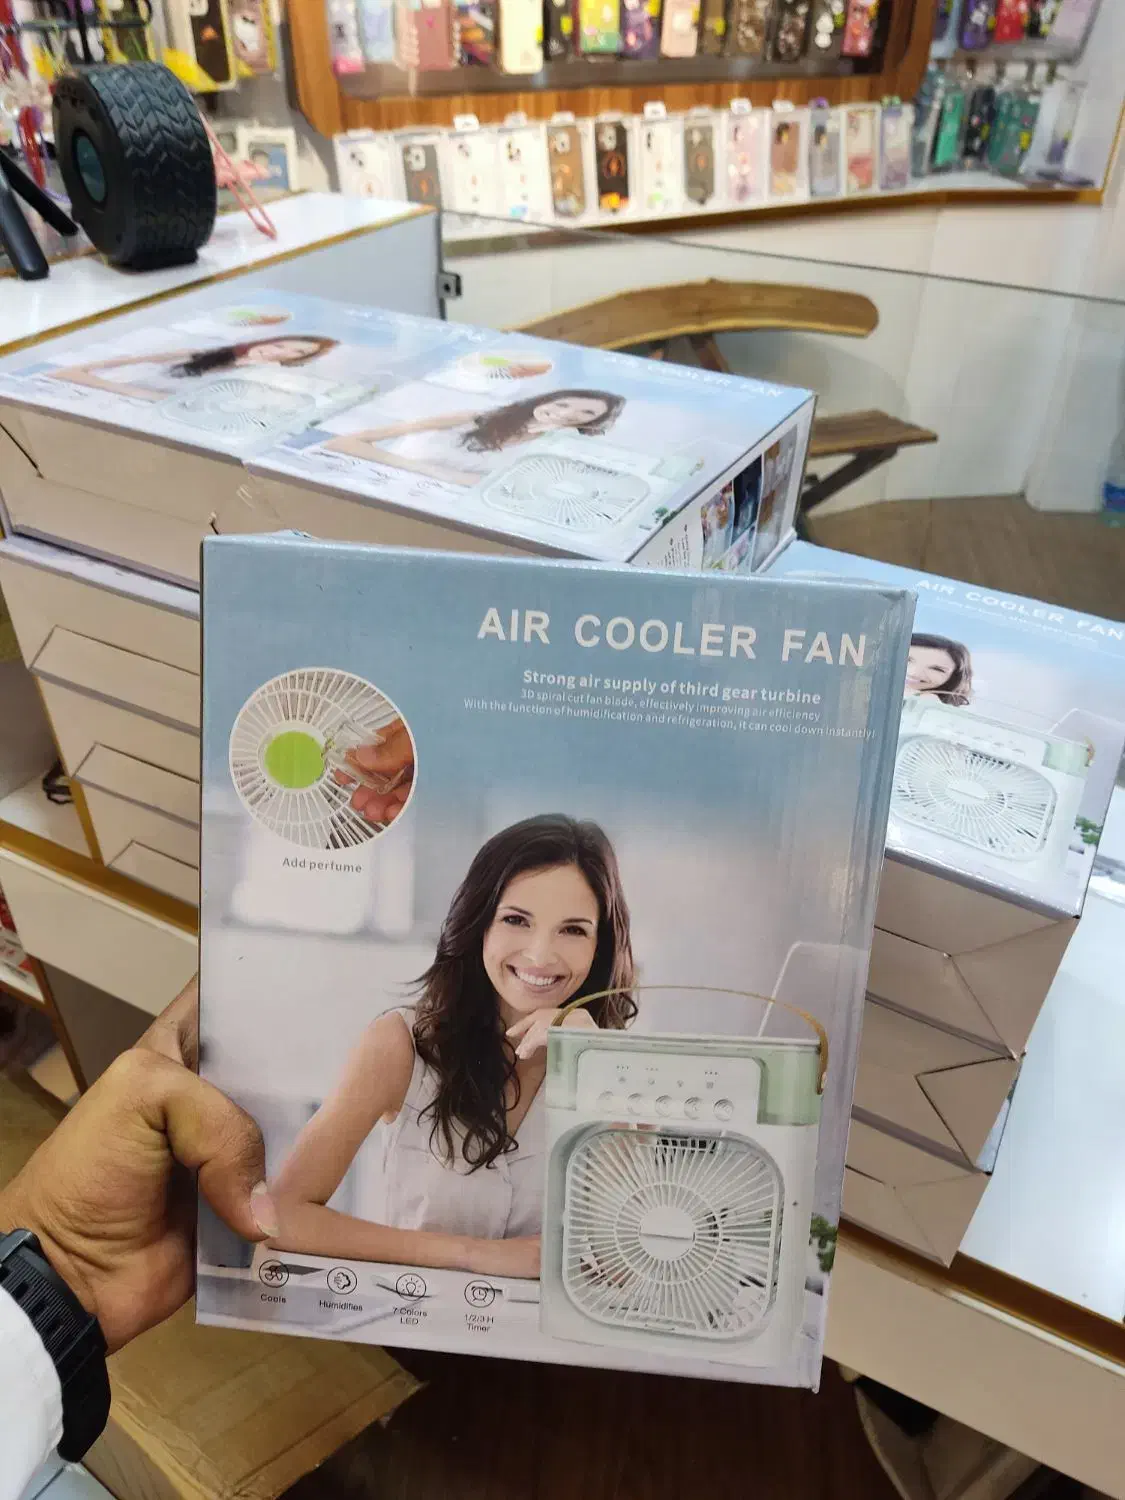 AIR COOLER FAN
AIR COOLER FAN
AIR COOLER FAN
Strong air supply of third gear turbine
3D spiral cut fan blade, effectively improving air efficiency
With the function of humidification and refrigeration, it can cool down instantly!
Add perfume
Cools
Humidifies
7 Colors
LED
1/2/3 H
Timer